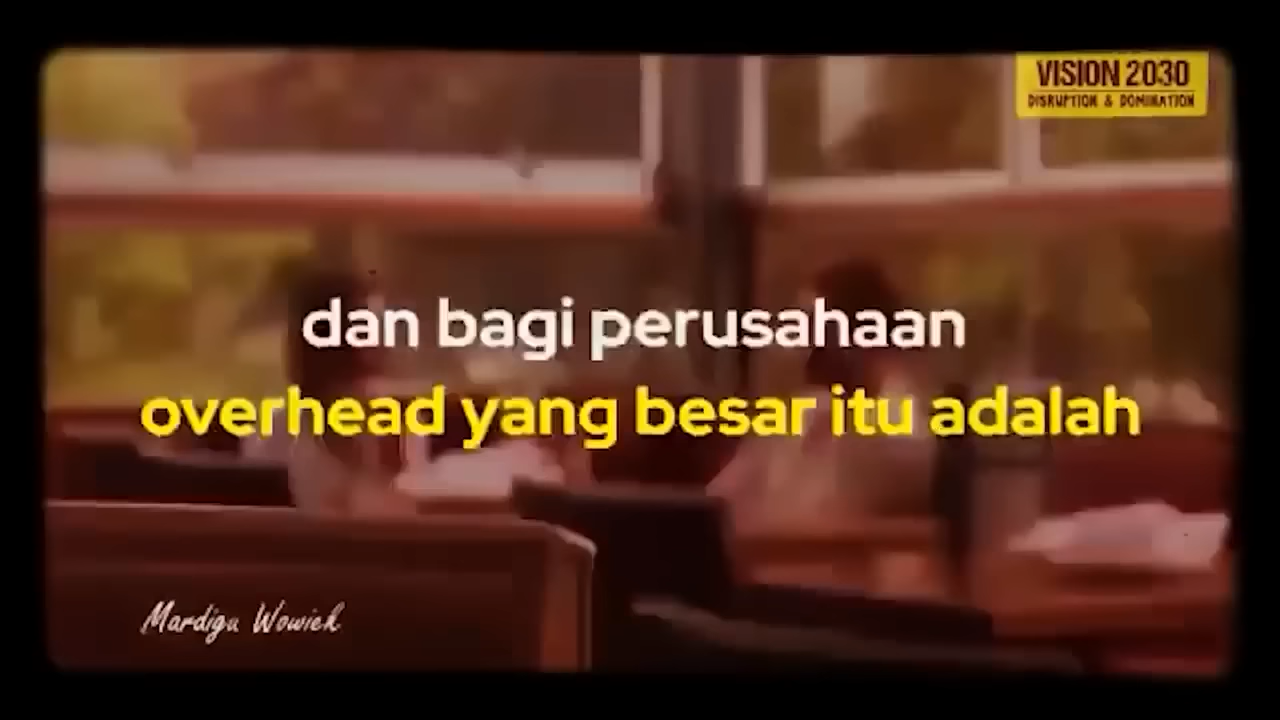 VISION 2030
DISRUPTION & DOMINATION
dan bagi perusahaan
overhead yang besar itu adalah
Mardigu Wowiek